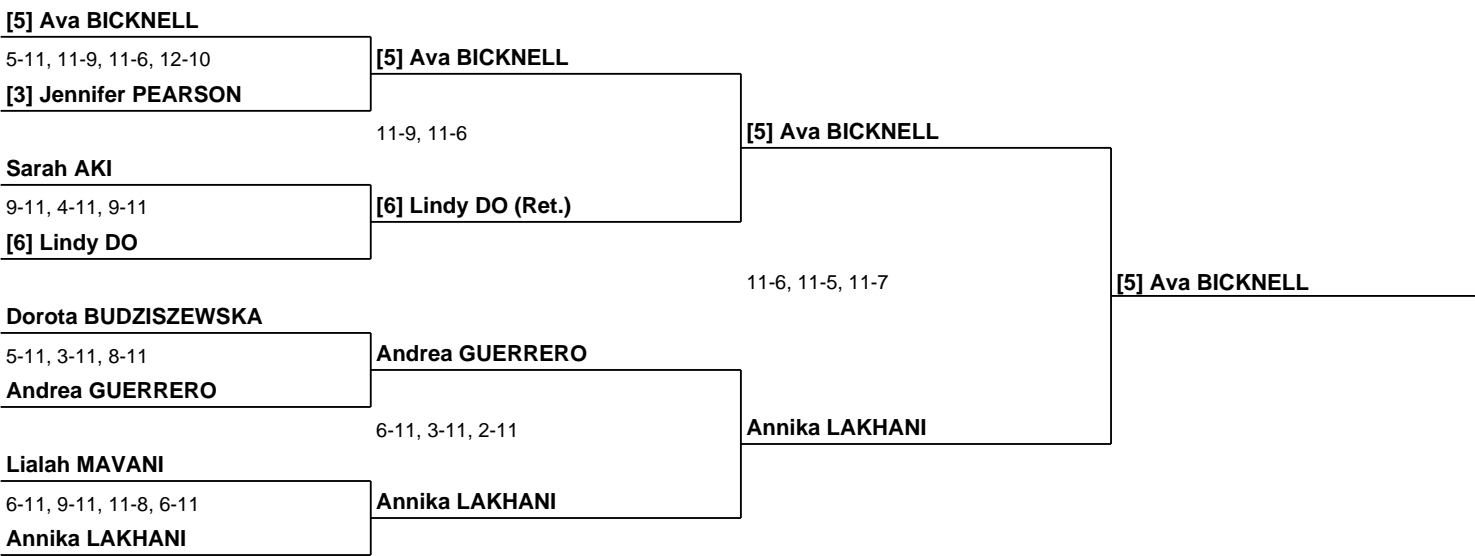 [5] Ava BICKNELL
5-11, 11-9, 11-6, 12-10
[5] Ava BICKNELL
[3] Jennifer PEARSON
11-9, 11-6
[5] Ava BICKNELL
Sarah AKI
9-11, 4-11, 9-11
[6] Lindy DO (Ret.)
[6] Lindy DO
11-6, 11-5, 11-7
[5] Ava BICKNELL
Dorota BUDZISZEWSKA
5-11, 3-11, 8-11
Andrea GUERRERO
Andrea GUERRERO
6-11, 3-11, 2-11
Annika LAKHANI
Lialah MAVANI
6-11, 9-11, 11-8, 6-11
Annika LAKHANI
Annika LAKHANI